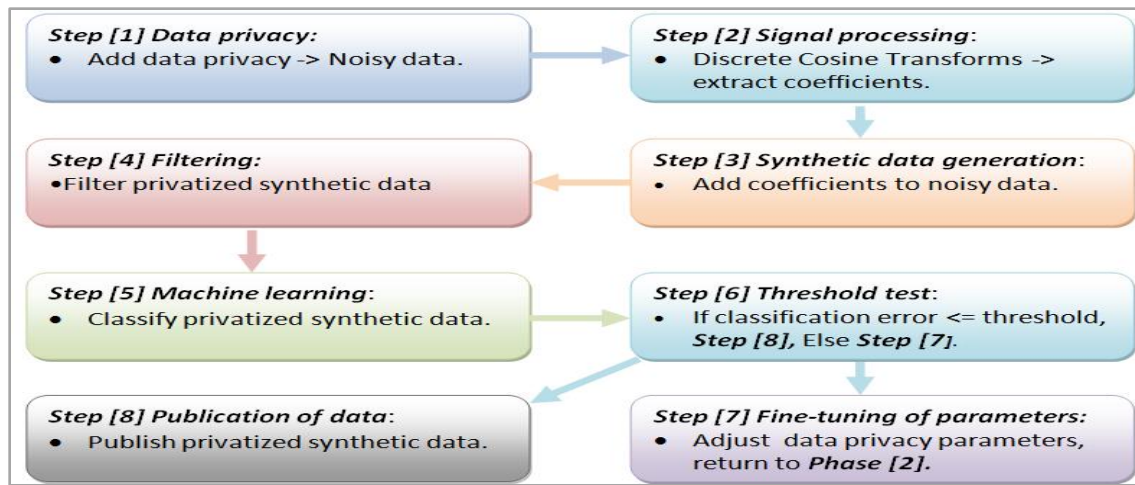 Step [1] Data privacy:
• Add data privacy -> Noisy data.
Step [2] Signal processing:
• Discrete Cosine Transforms ->
extract coefficients.
Step [3] Synthetic data generation:
• Add coefficients to noisy data.
Step [4] Filtering:
•Filter privatized synthetic data
Step [5] Machine learning:
• Classify privatized synthetic data.
Step [6] Threshold test:
• If classification error <= threshold,
Step [8], Else Step [7].
Step [7] Fine-tuning of parameters:
• Adjust data privacy parameters,
return to Phase [2].
Step [8] Publication of data:
• Publish privatized synthetic data.